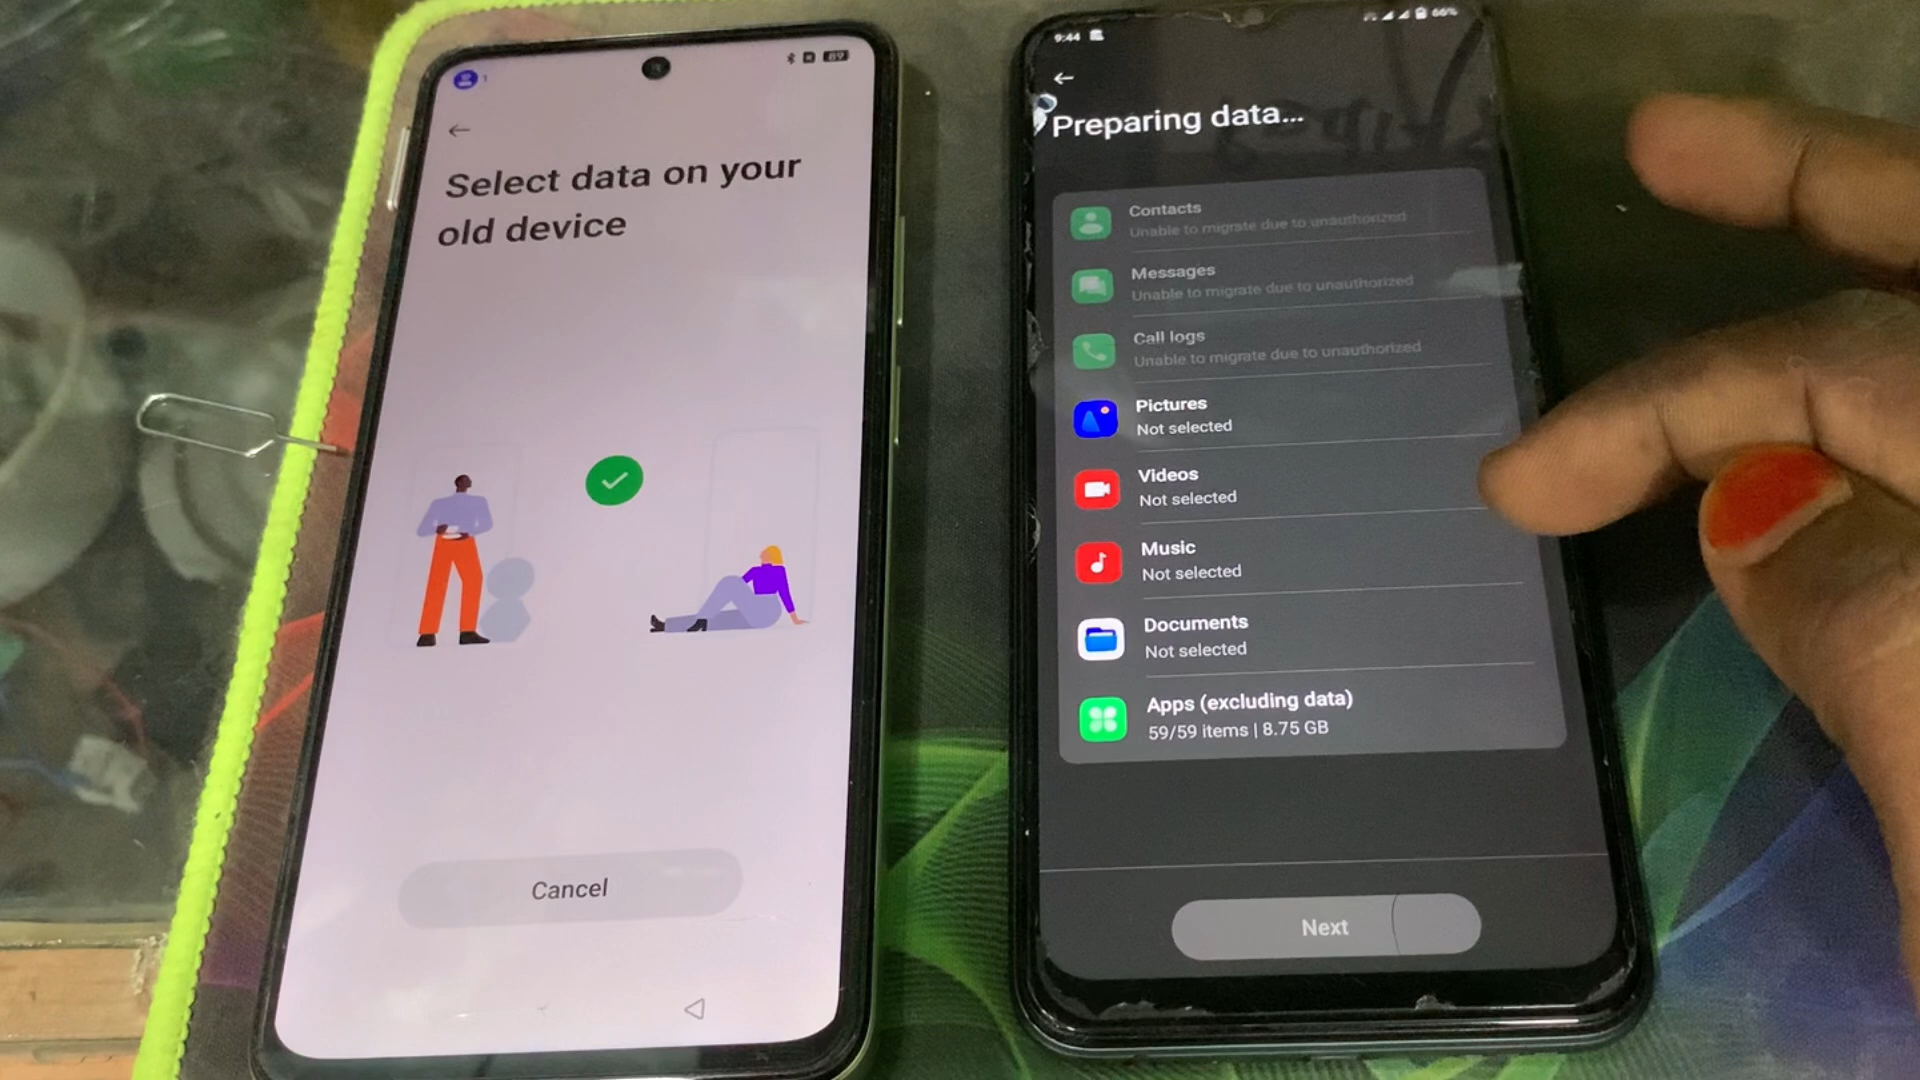 1
89
Select data on your
old device
Cancel
9:44
66%
Preparing data...
Contacts
Unable to migrate due to unauthorized
Messages
Unable to migrate due to unauthorized
Call logs
Unable to migrate due to unauthorized
Pictures
Not selected
Videos
Not selected
Music
Not selected
Documents
Not selected
Apps (excluding data)
59/59 items | 8.75 GB
Next